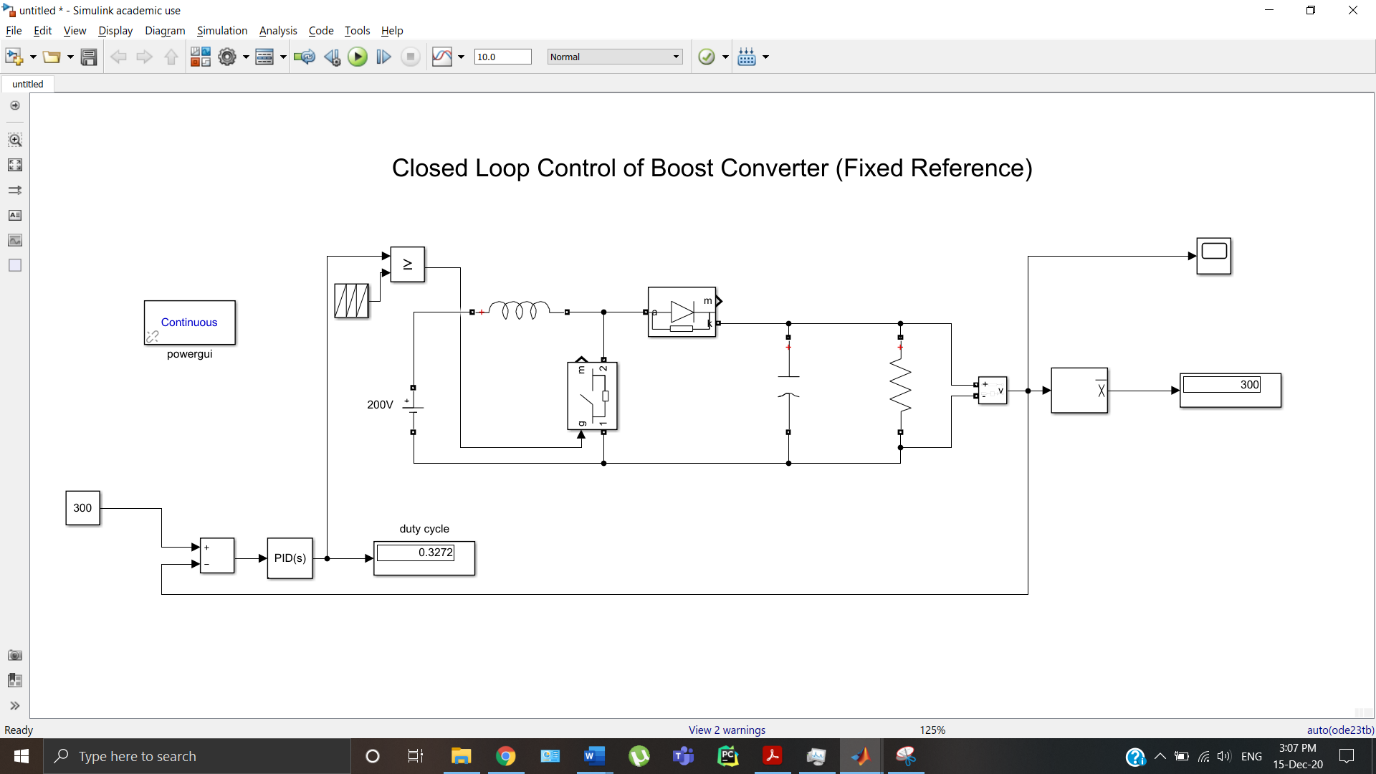 untitled * - Simulink academic use
File Edit View Display Diagram Simulation Analysis Code Tools Help
10.0 Normal
untitled
Closed Loop Control of Boost Converter (Fixed Reference)
≥
Continuous
powergui
m
a
k
m
2
g
1
200V
+
+
+
+
+
-
v
X
300
300
+
−
PID(s)
duty cycle
0.3272
Ready View 2 warnings 125% auto(ode23tb)
Type here to search
ENG
3:07 PM
15-Dec-20